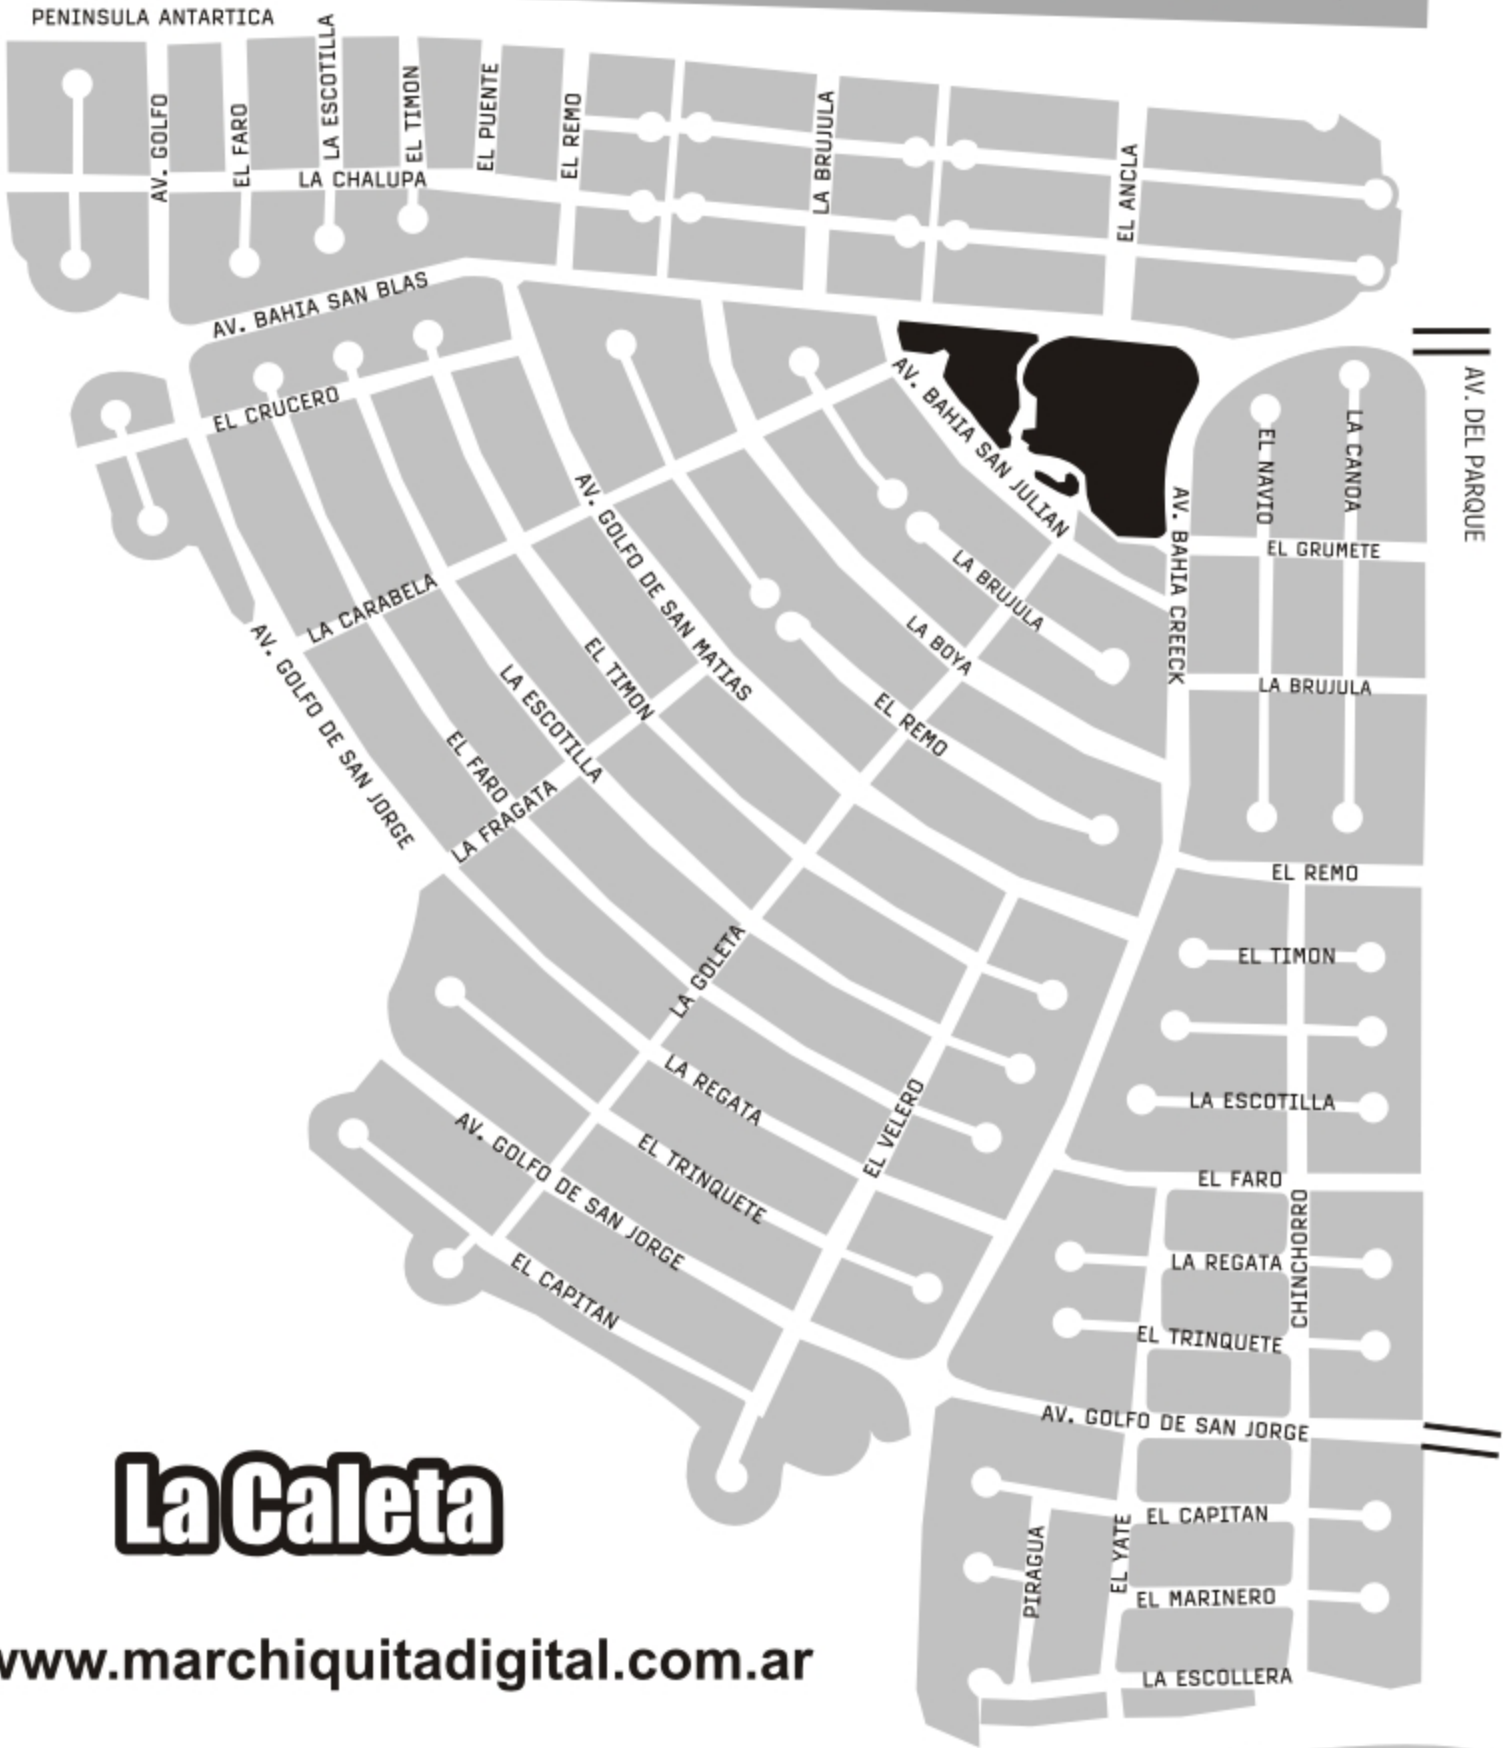 PENINSULA ANTARTICA
AV. GOLFO
EL FARO
LA ESCOTILLA
EL TIMON
EL PUENTE
EL REMO
LA BRUJULA
EL ANCLA
LA CHALUPA
AV. BAHIA SAN BLAS
EL CRUCERO
AV. BAHIA SAN JULIAN
AV. DEL PARQUE
EL NAVIO
LA CANOA
AV. BAHIA CREECK
EL GRUMETE
LA CARABELA
AV. GOLFO DE SAN MATIAS
LA BRUJULA
LA BOYA
EL REMO
LA BRUJULA
AV. GOLFO DE SAN JORGE
EL TIMON
LA ESCOTILLA
EL FARO
LA FRAGATA
EL REMO
LA GOLETA
EL TIMON
LA REGATA
EL VELERO
LA ESCOTILLA
AV. GOLFO DE SAN JORGE
EL TRINQUETE
EL FARO
CHINCHORRO
EL CAPITAN
LA REGATA
EL TRINQUETE
AV. GOLFO DE SAN JORGE
EL CAPITAN
PIRAGUA
EL YATE
EL MARINERO
LA ESCOLLERA
La Caleta
www.marchiquitadigital.com.ar